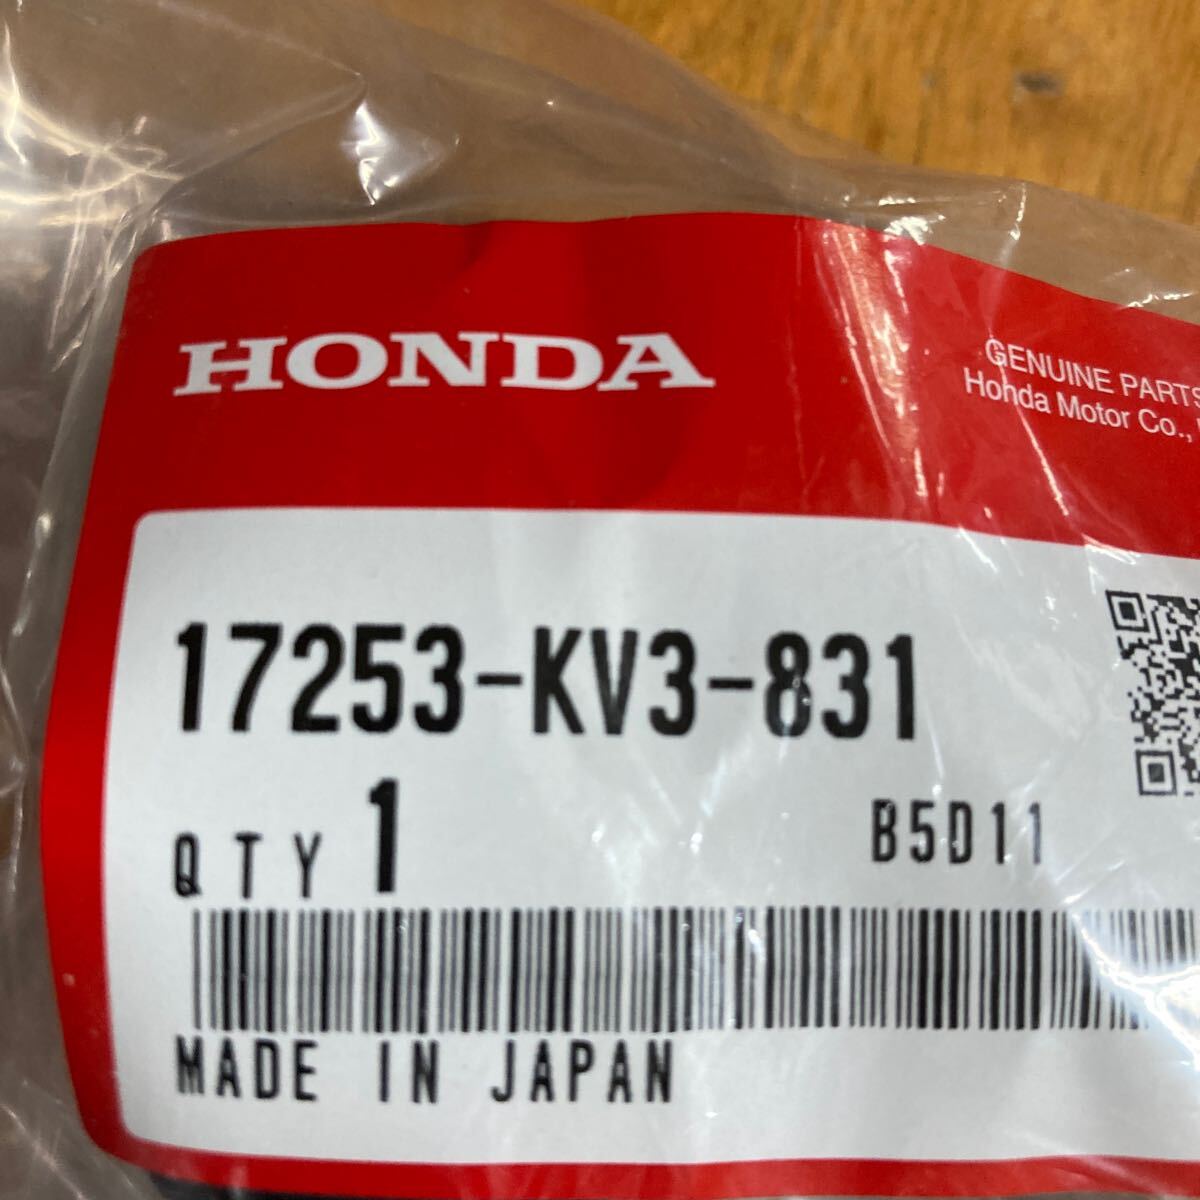 HONDA
GENUINE PARTS
Honda Motor Co.,
17253-KV3-831
QTY 1
B5D11
MADE IN JAPAN